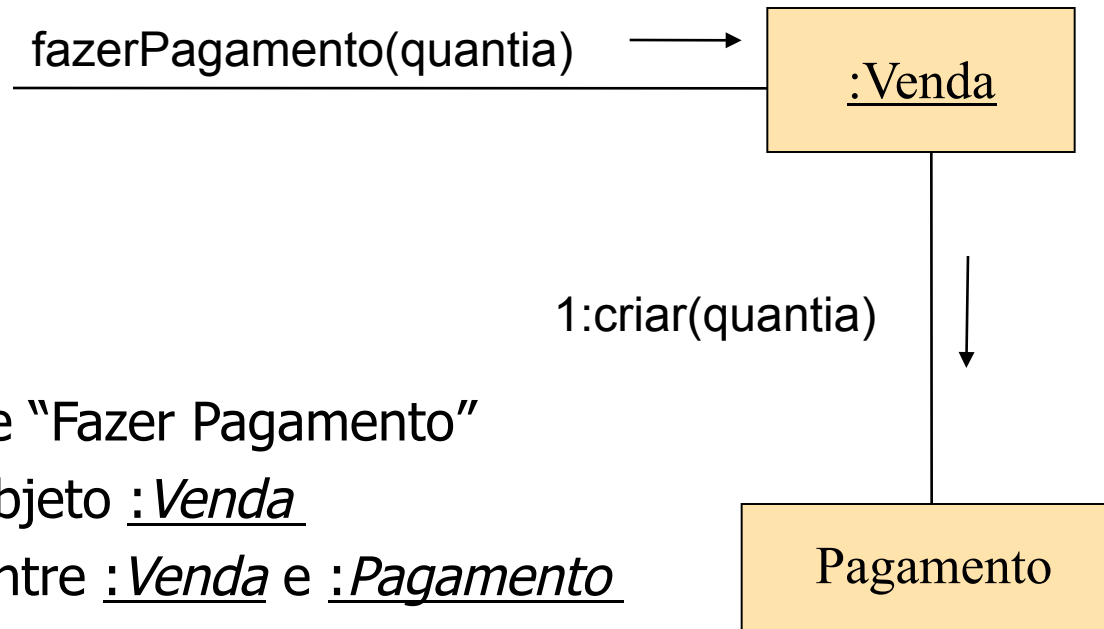 fazerPagamento(quantia)
:Venda
1:criar(quantia)
e “Fazer Pagamento”
bjeto :Venda
ntre :Venda e :Pagamento
Pagamento